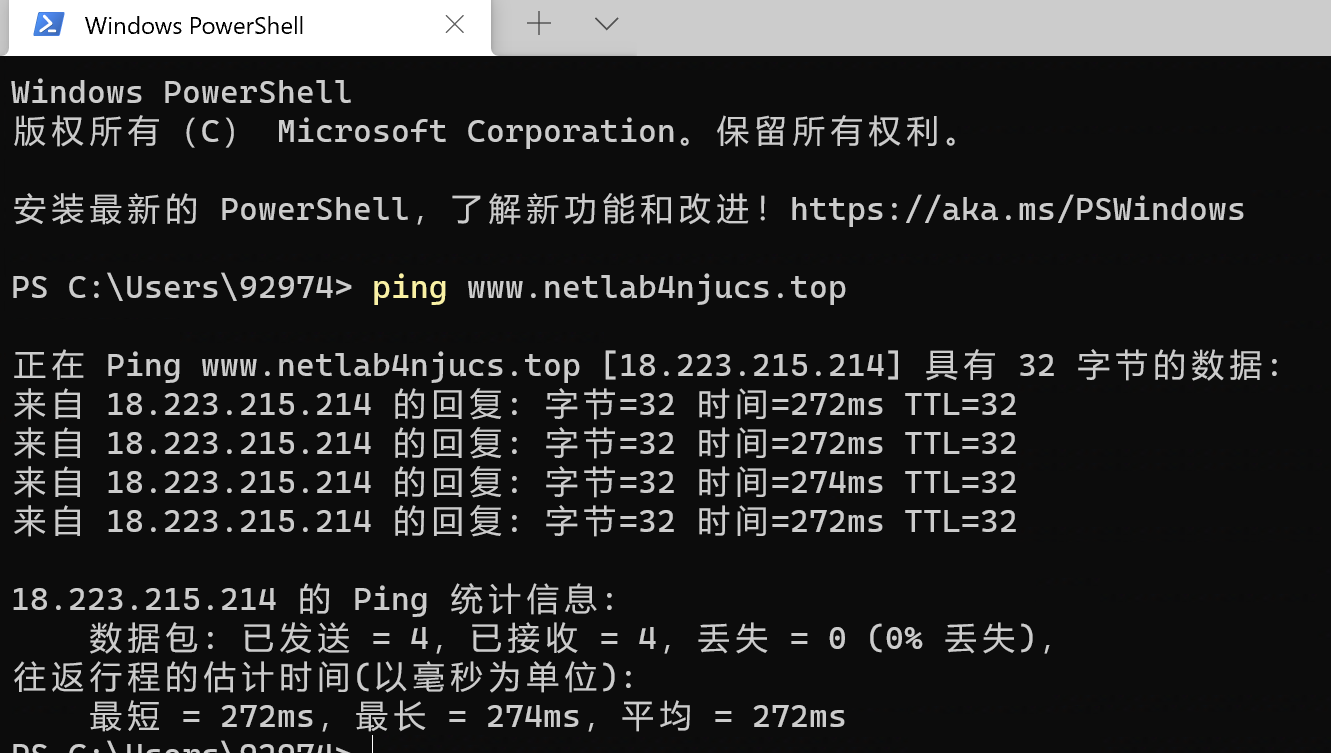 Windows PowerShell
Windows PowerShell
版权所有 (C) Microsoft Corporation。保留所有权利。
安装最新的 PowerShell，了解新功能和改进！https://aka.ms/PSWindows
PS C:\Users\92974> ping www.netlab4njucs.top
正在 Ping www.netlab4njucs.top [18.223.215.214] 具有 32 字节的数据:
来自 18.223.215.214 的回复: 字节=32 时间=272ms TTL=32
来自 18.223.215.214 的回复: 字节=32 时间=272ms TTL=32
来自 18.223.215.214 的回复: 字节=32 时间=274ms TTL=32
来自 18.223.215.214 的回复: 字节=32 时间=272ms TTL=32
18.223.215.214 的 Ping 统计信息:
数据包: 已发送 = 4，已接收 = 4，丢失 = 0 (0% 丢失)，
往返行程的估计时间(以毫秒为单位):
最短 = 272ms，最长 = 274ms，平均 = 272ms
PS C:\Users\92974>